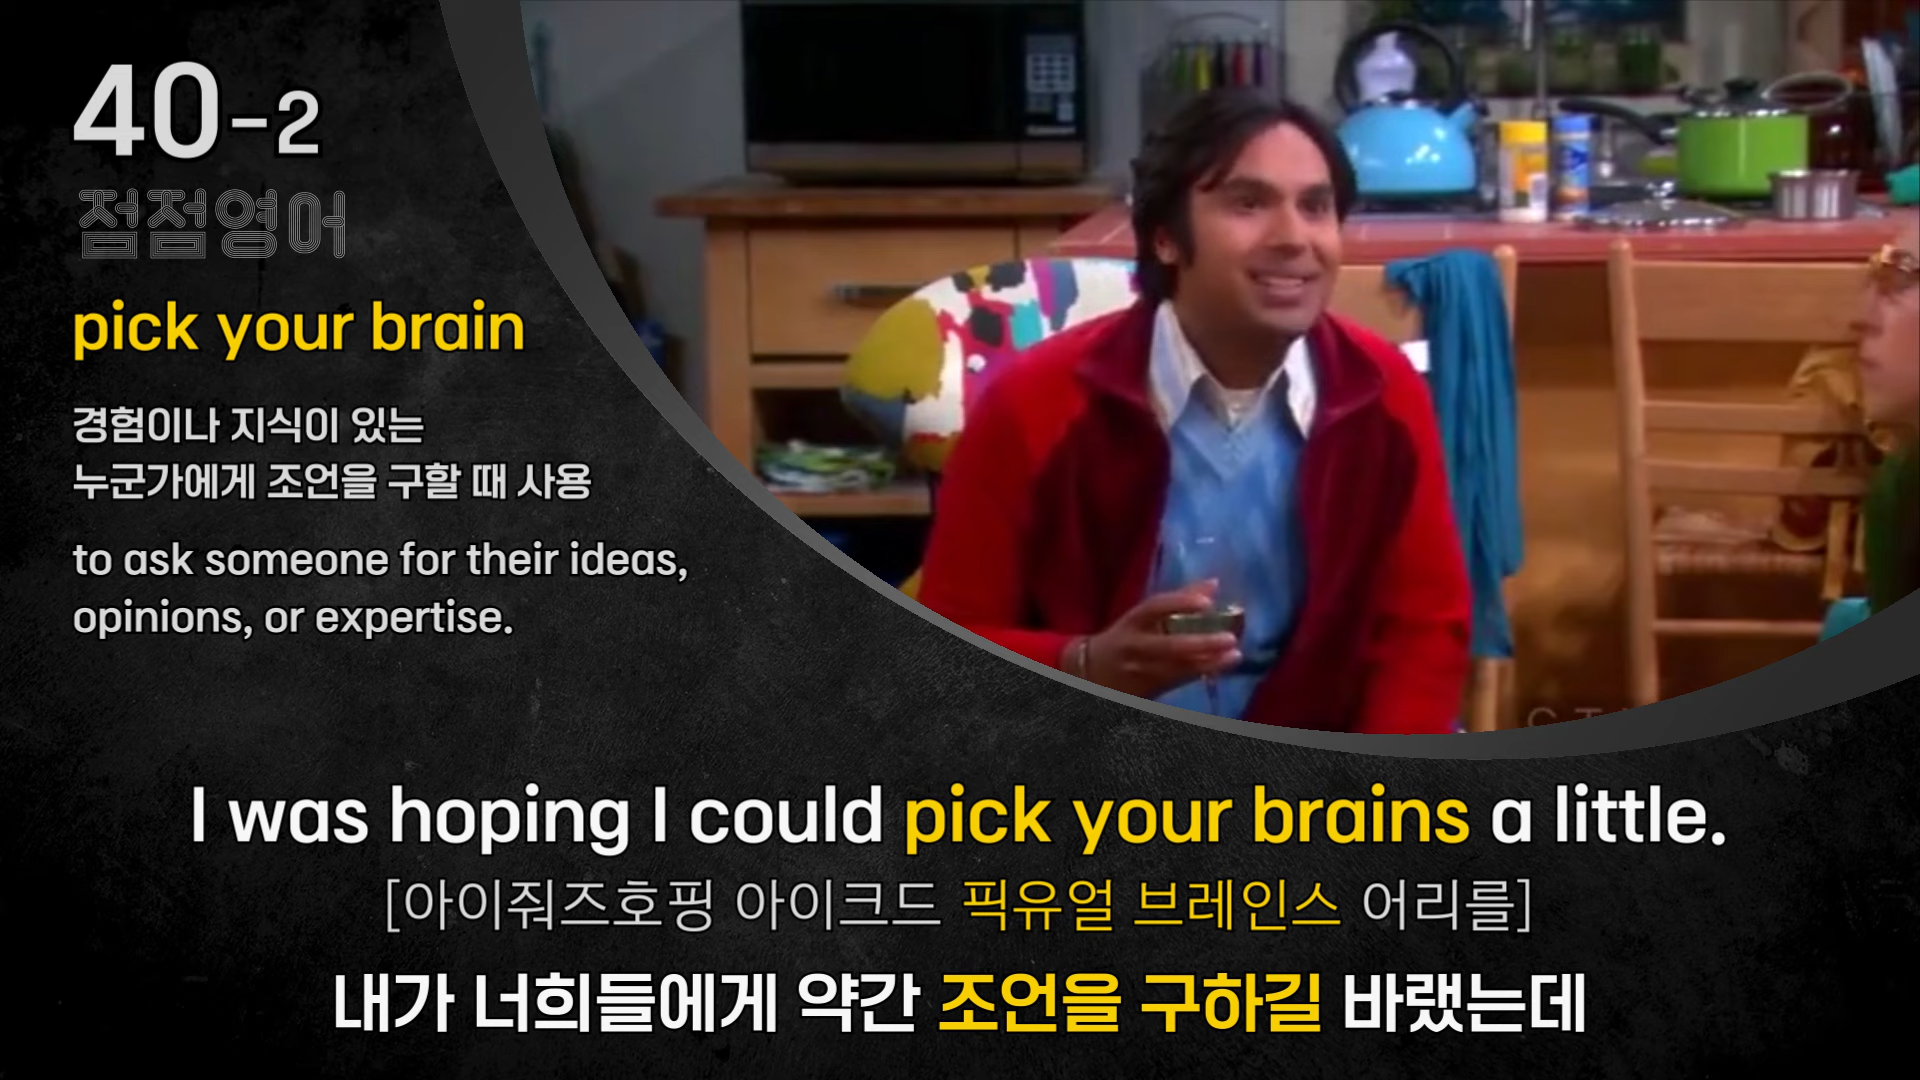 40-2
점점영어
pick your brain
경험이나 지식이 있는
누군가에게 조언을 구할 때 사용
to ask someone for their ideas,
opinions, or expertise.
I was hoping I could pick your brains a little.
[아이줘즈호핑 아이크드 픽유얼 브레인스 어리를]
내가 너희들에게 약간 조언을 구하길 바랬는데